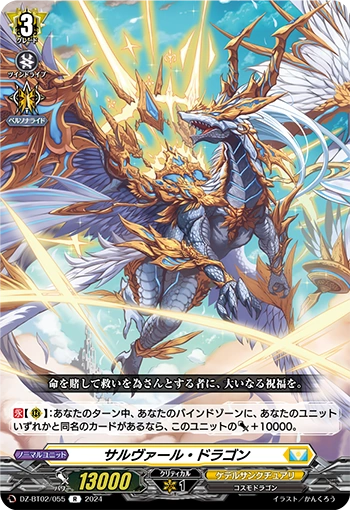 3
グレード
ツインドライブ
ペルソナライド
命を賭して救いを為さんとする者に、大いなる祝福を。
【永】【(R)】:あなたのターン中、あなたのバインドゾーンに、あなたのユニット
いずれかと同名のカードがあるなら、このユニットの+10000。
ノーマルユニット
サルヴァール・ドラゴン
パワー 13000 クリティカル 1
ケテルサンクチュアリ
コスモドラゴン
DZ-BT02/055 R 2024
イラスト/かんくろう